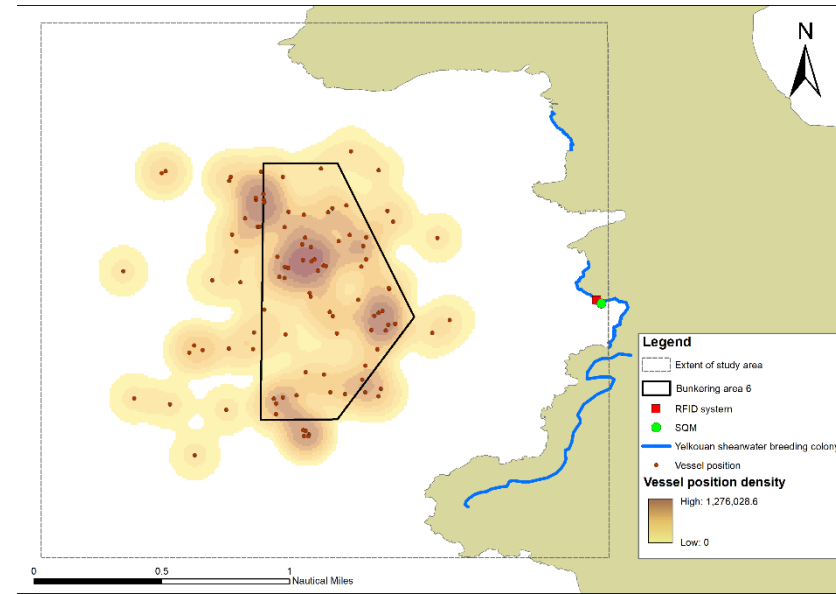 N
Legend
Extent of study area
Bunkering area 6
RFID system
SQM
Yelkouan shearwater breeding colony
Vessel position
Vessel position density
High: 1,276,028.6
Low: 0
0 0.5 1
Nautical Miles